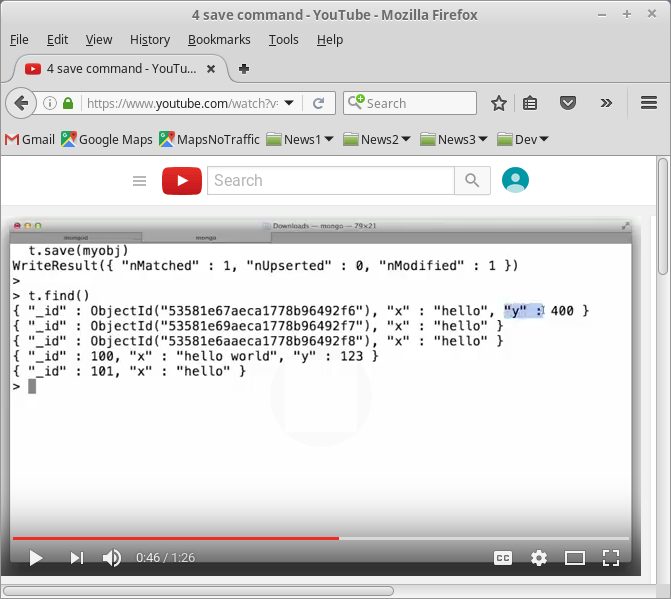 4 save command - YouTube - Mozilla Firefox
File Edit View History Bookmarks Tools Help
4 save command - YouTu...
https://www.youtube.com/watch?v=
Search
Gmail Google Maps MapsNoTraffic News1 News2 News3 Dev
Search
Downloads — mongo — 79×21
mongod mongo
t.save(myobj)
WriteResult({ "nMatched" : 1, "nUpserted" : 0, "nModified" : 1 })
>
> t.find()
{ "_id" : ObjectId("53581e67aeca1778b96492f6"), "x" : "hello", "y" : 400 }
{ "_id" : ObjectId("53581e69aeca1778b96492f7"), "x" : "hello" }
{ "_id" : ObjectId("53581e6aaeca1778b96492f8"), "x" : "hello" }
{ "_id" : 100, "x" : "hello world", "y" : 123 }
{ "_id" : 101, "x" : "hello" }
>
0:46 / 1:26 CC